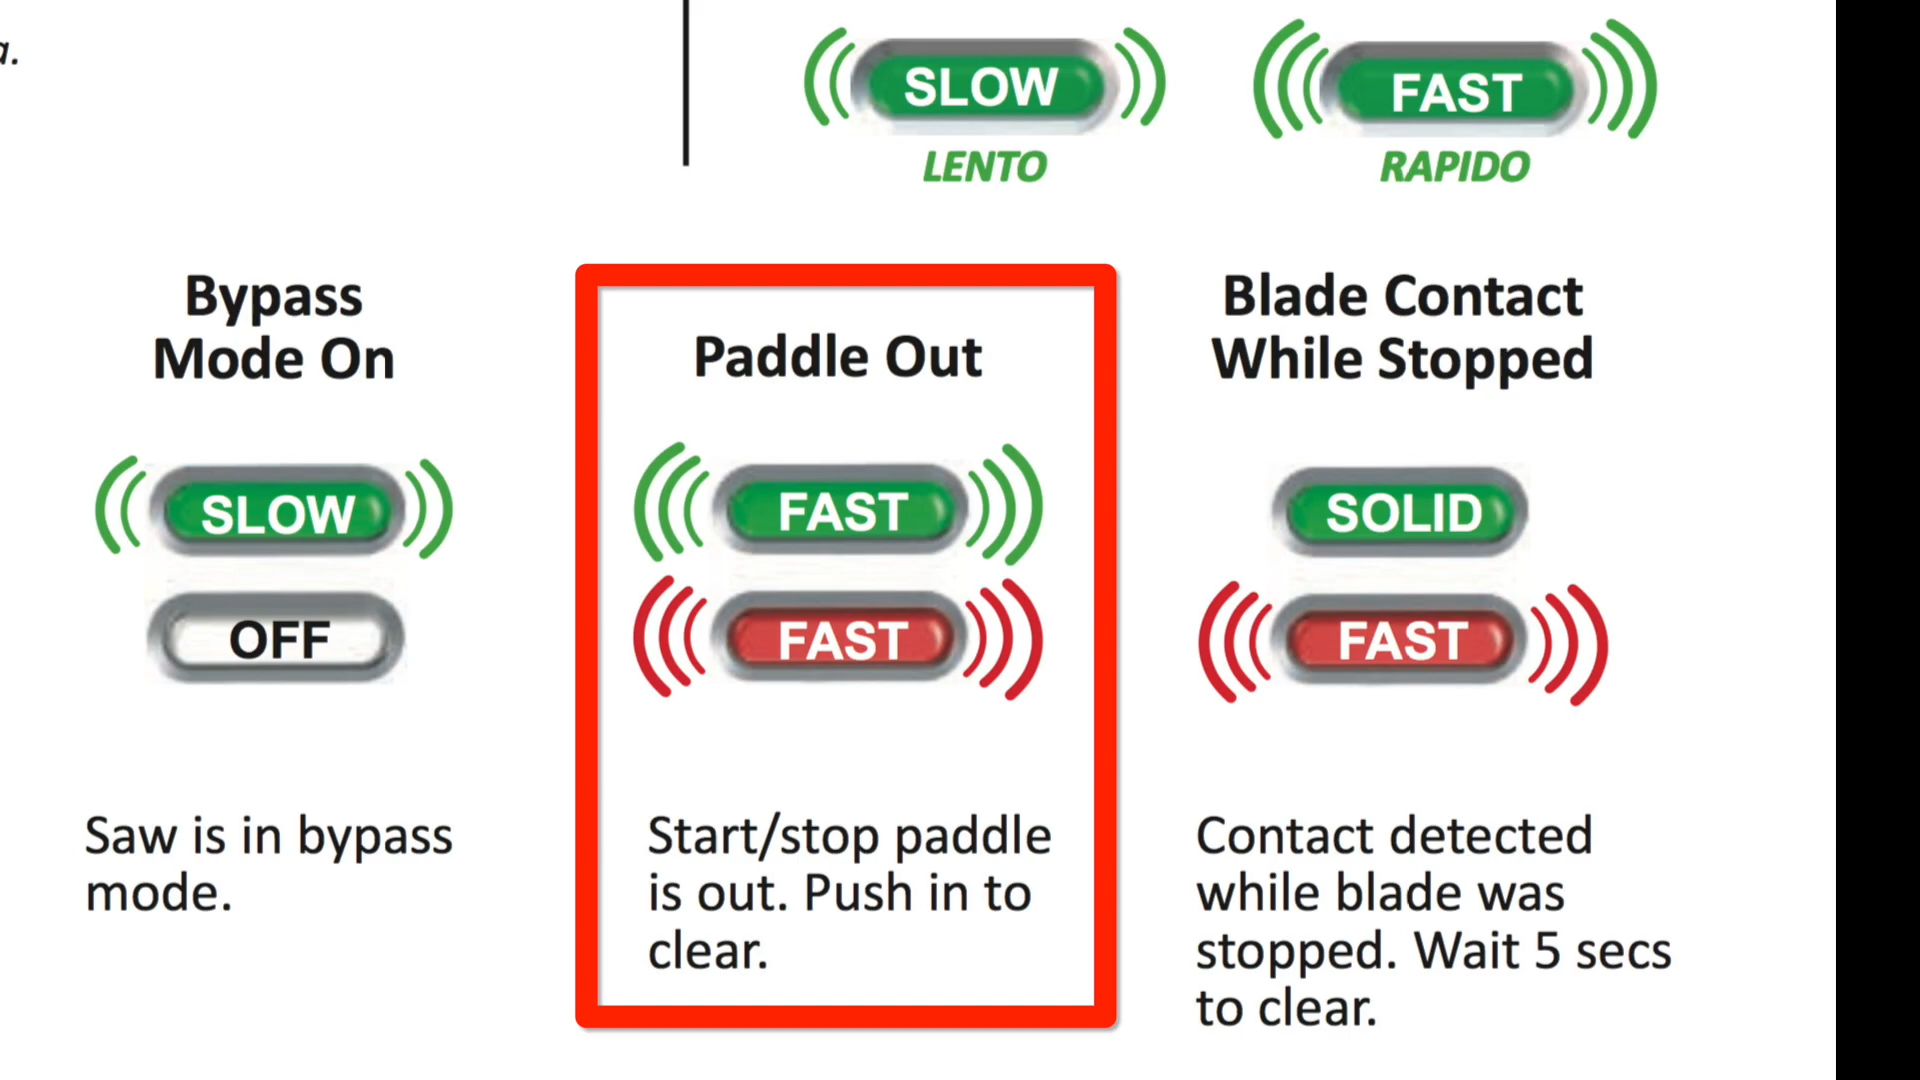 a.
SLOW
FAST
LENTO
RAPIDO
Bypass
Mode On
SLOW
OFF
Saw is in bypass
mode.
Paddle Out
FAST
FAST
Start/stop paddle
is out. Push in to
clear.
Blade Contact
While Stopped
SOLID
FAST
Contact detected
while blade was
stopped. Wait 5 secs
to clear.